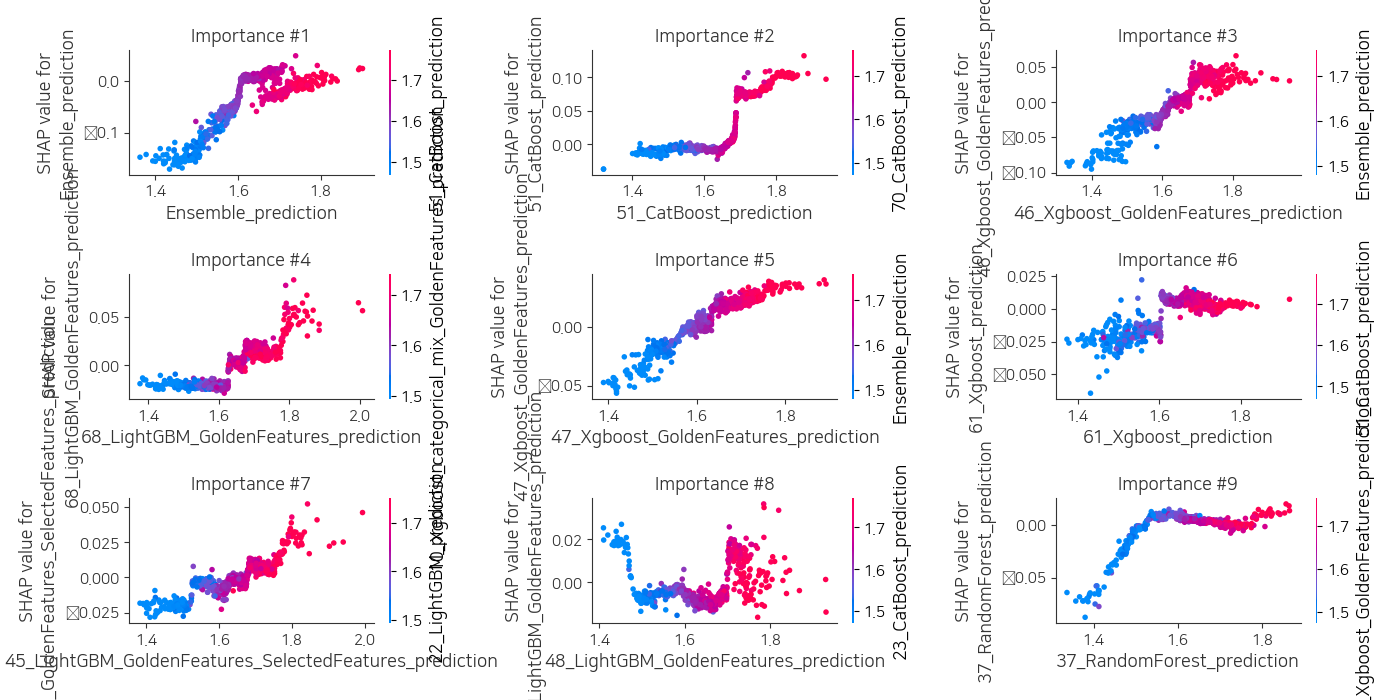 Importance #1
SHAP value for
Ensemble_prediction
0.0
0.1
1.4
1.6
1.8
Ensemble_prediction
1.7
1.6
1.5
Importance #2
SHAP value for
51_CatBoost_prediction
0.10
0.05
0.00
1.4
1.6
1.8
51_CatBoost_prediction
1.7
1.6
1.5
70_CatBoost_prediction
Importance #3
SHAP value for
46_Xgboost_GoldenFeatures_pred
0.05
0.00
0.05
0.10
1.4
1.6
1.8
46_Xgboost_GoldenFeatures_prediction
1.7
1.6
1.5
Ensemble_prediction
Importance #4
SHAP value for
68_LightGBM_GoldenFeatures_prediction
0.05
0.00
1.4
1.6
1.8
2.0
68_LightGBM_GoldenFeatures_prediction
1.7
1.6
1.5
Importance #5
SHAP value for
47_Xgboost_GoldenFeatures_prediction
0.00
0.05
1.4
1.6
1.8
47_Xgboost_GoldenFeatures_prediction
1.7
1.6
1.5
Ensemble_prediction
Importance #6
SHAP value for
61_Xgboost_prediction
0.025
0.000
0.025
0.050
1.4
1.6
1.8
61_Xgboost_prediction
1.7
1.6
1.5
Importance #7
SHAP value for
_GoldenFeatures_SelectedFeatures_prediction
0.050
0.025
0.000
0.025
1.4
1.6
1.8
2.0
45_LightGBM_GoldenFeatures_SelectedFeatures_prediction
1.7
1.6
1.5
Importance #8
SHAP value for
LightGBM_GoldenFeatures_prediction
0.02
0.00
1.4
1.6
1.8
48_LightGBM_GoldenFeatures_prediction
1.7
1.6
1.5
23_CatBoost_prediction
Importance #9
SHAP value for
37_RandomForest_prediction
0.00
0.05
1.4
1.6
1.8
37_RandomForest_prediction
1.7
1.6
1.5
_Xgboost_GoldenFeatures_prediction